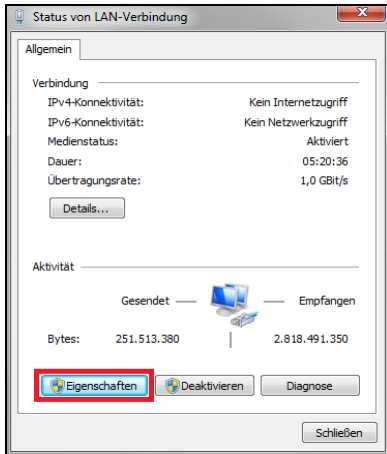 Status von LAN-Verbindung
Allgemein
Verbindung
IPv4-Konnektivität: Kein Internetzugriff
IPv6-Konnektivität: Kein Netzwerkzugriff
Medienstatus: Aktiviert
Dauer: 05:20:36
Übertragungsrate: 1,0 GBit/s
Details...
Aktivität
Gesendet Empfangen
Bytes: 251.513.380 2.818.491.350
Eigenschaften Deaktivieren Diagnose
Schließen